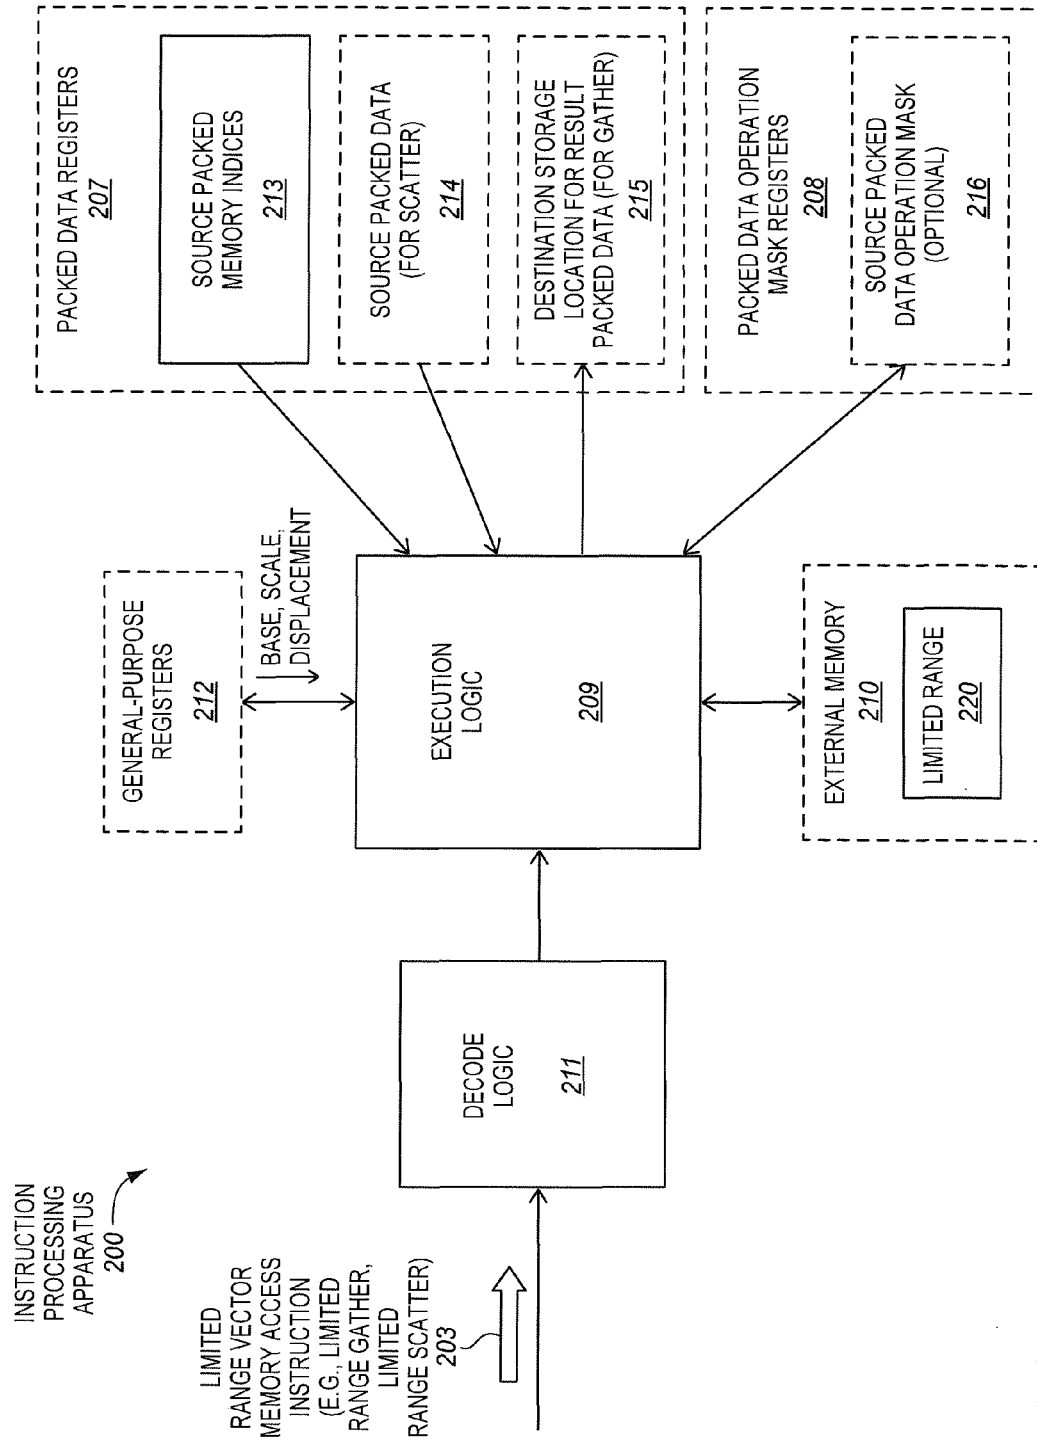 INSTRUCTION
PROCESSING
APPARATUS
200
LIMITED
RANGE VECTOR
MEMORY ACCESS
INSTRUCTION
(E.G., LIMITED
RANGE GATHER,
LIMITED
RANGE SCATTER)
203
DECODE
LOGIC
211
GENERAL-PURPOSE
REGISTERS
212
BASE, SCALE,
DISPLACEMENT
EXECUTION
LOGIC
209
EXTERNAL MEMORY
210
LIMITED RANGE
220
PACKED DATA REGISTERS
207
SOURCE PACKED
MEMORY INDICES
213
SOURCE PACKED DATA
(FOR SCATTER)
214
DESTINATION STORAGE
LOCATION FOR RESULT
PACKED DATA (FOR GATHER)
215
PACKED DATA OPERATION
MASK REGISTERS
208
SOURCE PACKED
DATA OPERATION MASK
(OPTIONAL)
216